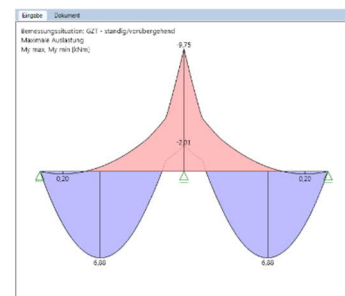 Eingabe Dokument
Bemessungssituation: GZT - ständig/vorübergehend
Maximale Auslastung
My max, My min [kNm]
-9,75
-2,01
0,20 0,20
6,88 6,88